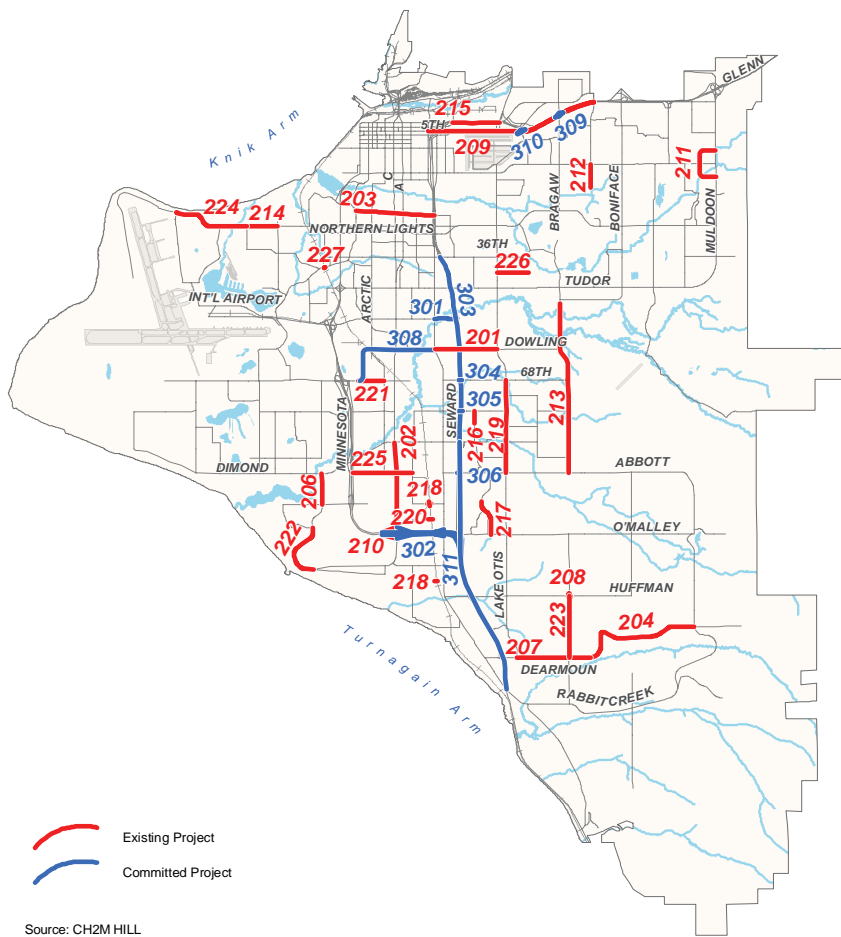 GLENN
215
5TH
209
310
309
Knik Arm
C
A
212
211
BRAGAW
BONIFACE
MULDOON
224
214
203
NORTHERN LIGHTS
36TH
227
226
TUDOR
INT'L AIRPORT
ARCTIC
301
303
308
201
DOWLING
304
68TH
221
305
MINNESOTA
SEWARD
202
216
219
213
DIMOND
225
306
ABBOTT
206
218
220
217
O'MALLEY
222
210
302
311
LAKE OTIS
218
208
HUFFMAN
223
204
207
DEARMOUN
RABBITCREEK
Turnagain Arm
Existing Project
Committed Project
Source: CH2M HILL